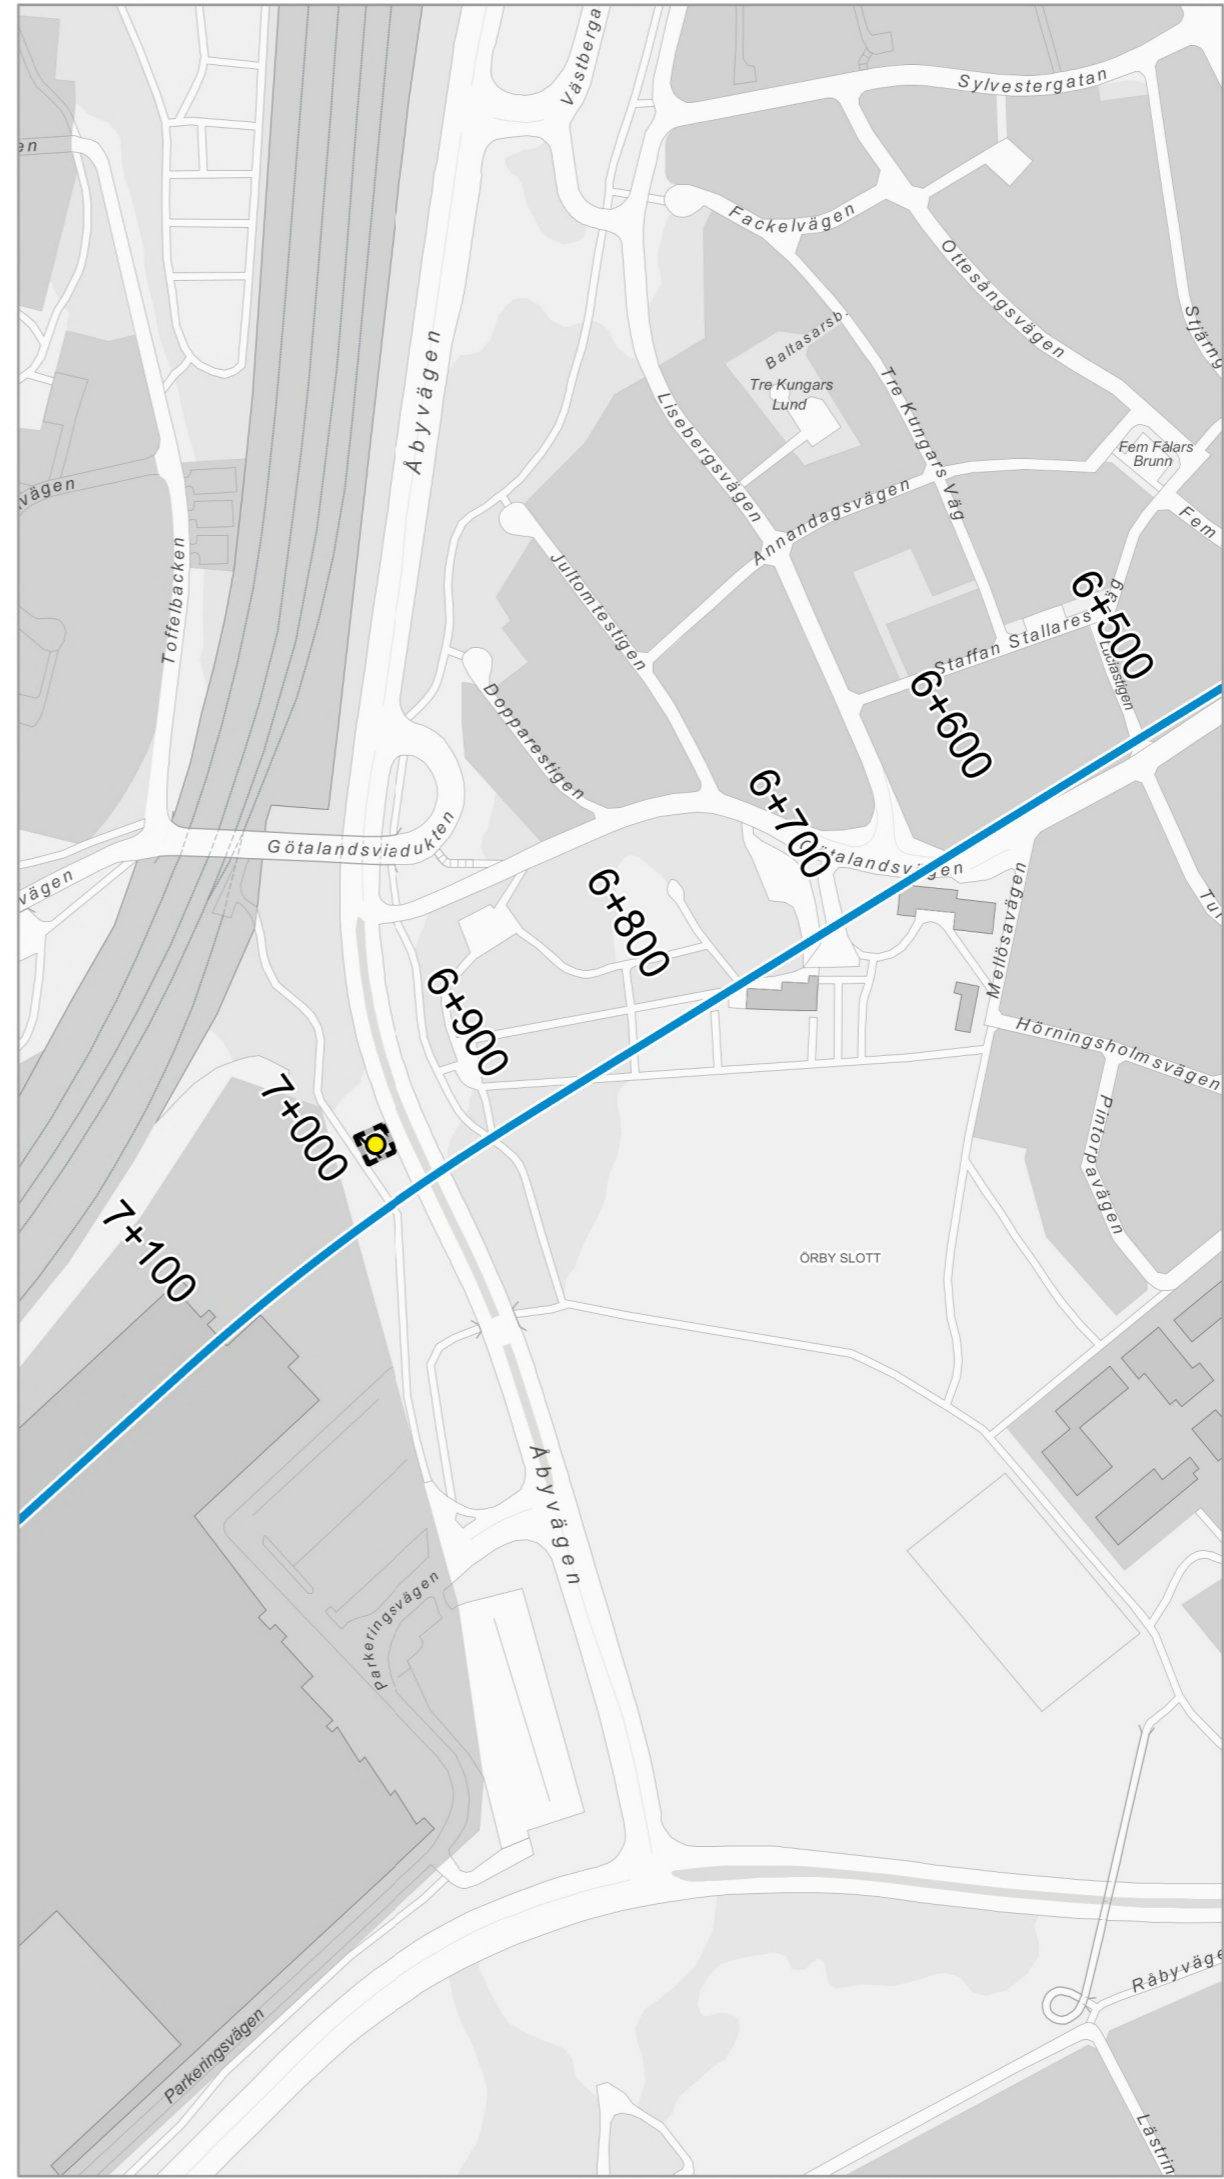 Västberga
Sylvestergatan
en
Fackelvägen
Ottesångsvägen
Stjärng
Baltasarsb.
Åbyvägen
Tre Kungars
Lund
Tre Kungars Väg
Lisebergsvägen
Fem Fålars
Brunn
vägen
Annandagsvägen
Fem
Toffelbacken
Jultomtestigen
6+500
Staffan Stallares Väg
Luciastigen
6+600
Dopparestigen
6+700
Götalandsviadukten
Götalandsvägen
vägen
6+800
Mellösavägen
6+900
Hörningsholmsvägen
7+000
Pintorpavägen
7+100
ÖRBY SLOTT
Åbyvägen
Parkeringsvägen
Råbyväge
Parkeringsvägen
Lästrin